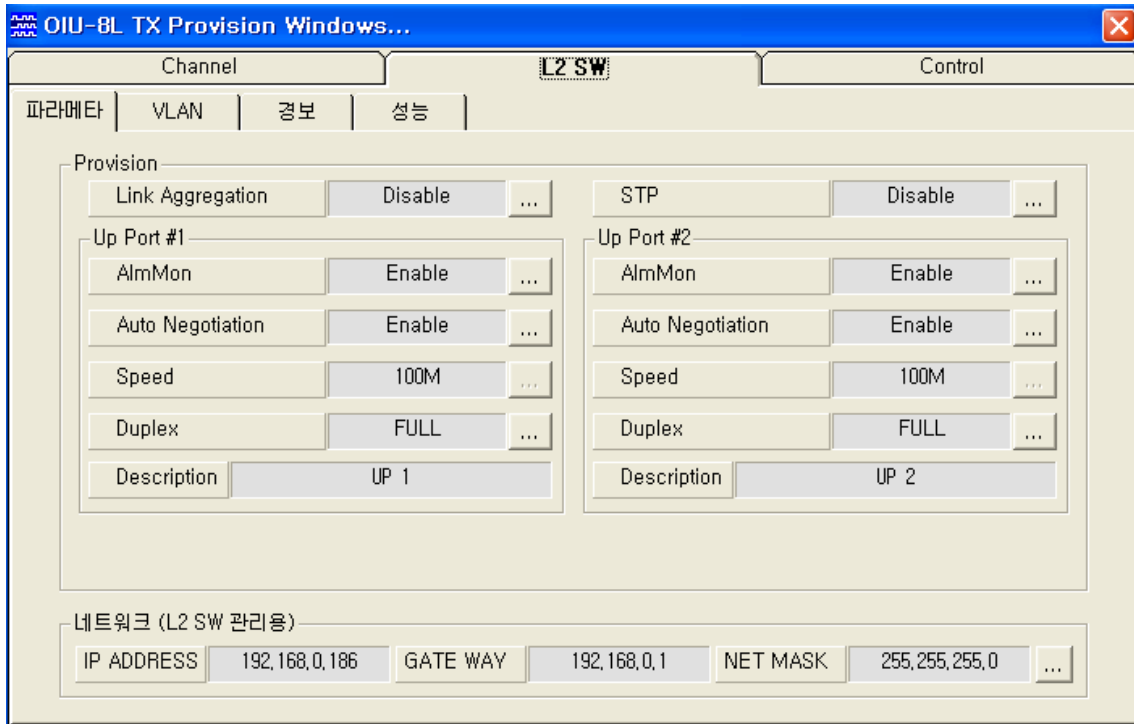 OIU-8L TX Provision Windows...
Channel L2 SW Control
파라메타 VLAN 경보 성능
Provision
Link Aggregation Disable ... STP Disable ...
Up Port #1 Up Port #2
AlmMon Enable ... AlmMon Enable ...
Auto Negotiation Enable ... Auto Negotiation Enable ...
Speed 100M ... Speed 100M ...
Duplex FULL ... Duplex FULL ...
Description UP 1 Description UP 2
네트워크 (L2 SW 관리용)
IP ADDRESS 192,168,0,186 GATE WAY 192,168,0,1 NET MASK 255,255,255,0 ...